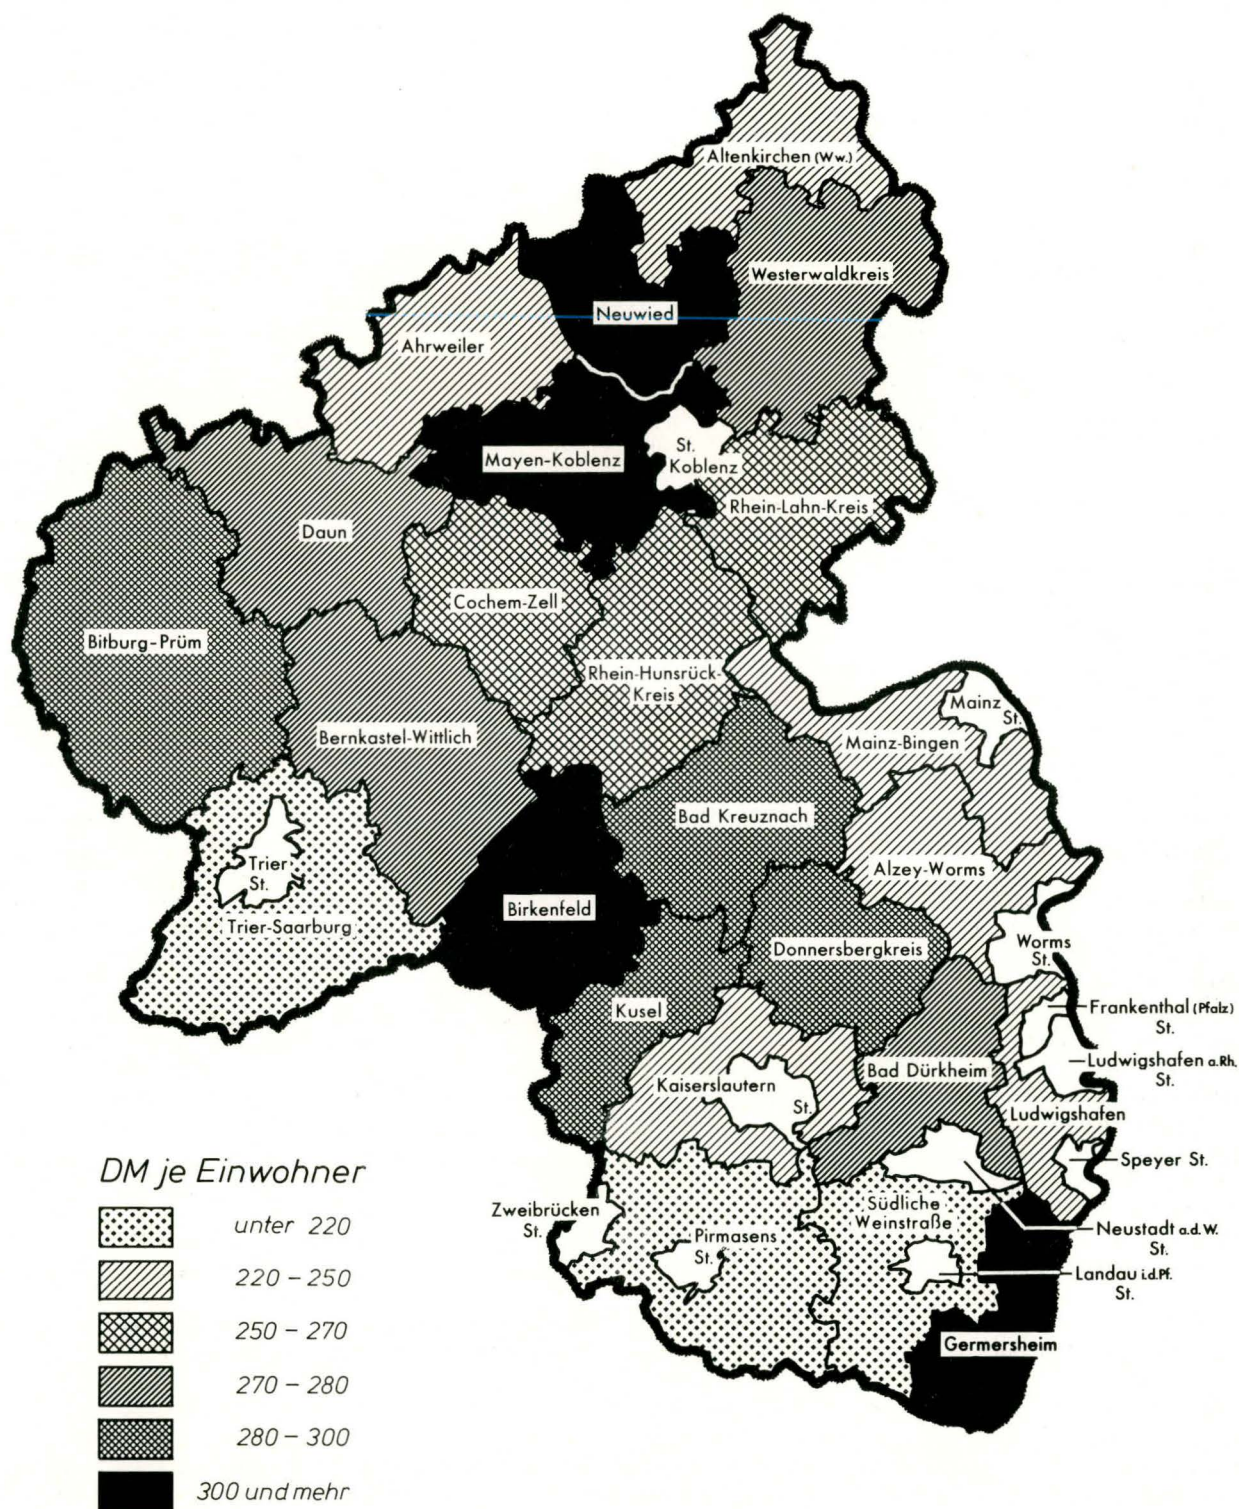 Altenkirchen (Ww.)
Westerwaldkreis
Neuwied
Ahrweiler
Mayen-Koblenz
St.
Koblenz
Rhein-Lahn-Kreis
Daun
Cochem-Zell
Bitburg-Prüm
Rhein-Hunsrück-
Kreis
Mainz
St.
Bernkastel-Wittlich
Mainz-Bingen
Bad Kreuznach
Trier
St.
Alzey-Worms
Birkenfeld
Trier-Saarburg
Donnersbergkreis
Worms
St.
Kusel
Frankenthal (Pfalz)
St.
Ludwigshafen a.Rh.
St.
Bad Dürkheim
Kaiserslautern
St.
Ludwigshafen
Speyer St.
Zweibrücken
St.
Südliche
Weinstraße
Pirmasens
St.
Neustadt a.d.W.
St.
Landau i.d.Pf.
St.
Germersheim
DM je Einwohner
unter 220
220 – 250
250 – 270
270 – 280
280 – 300
300 und mehr